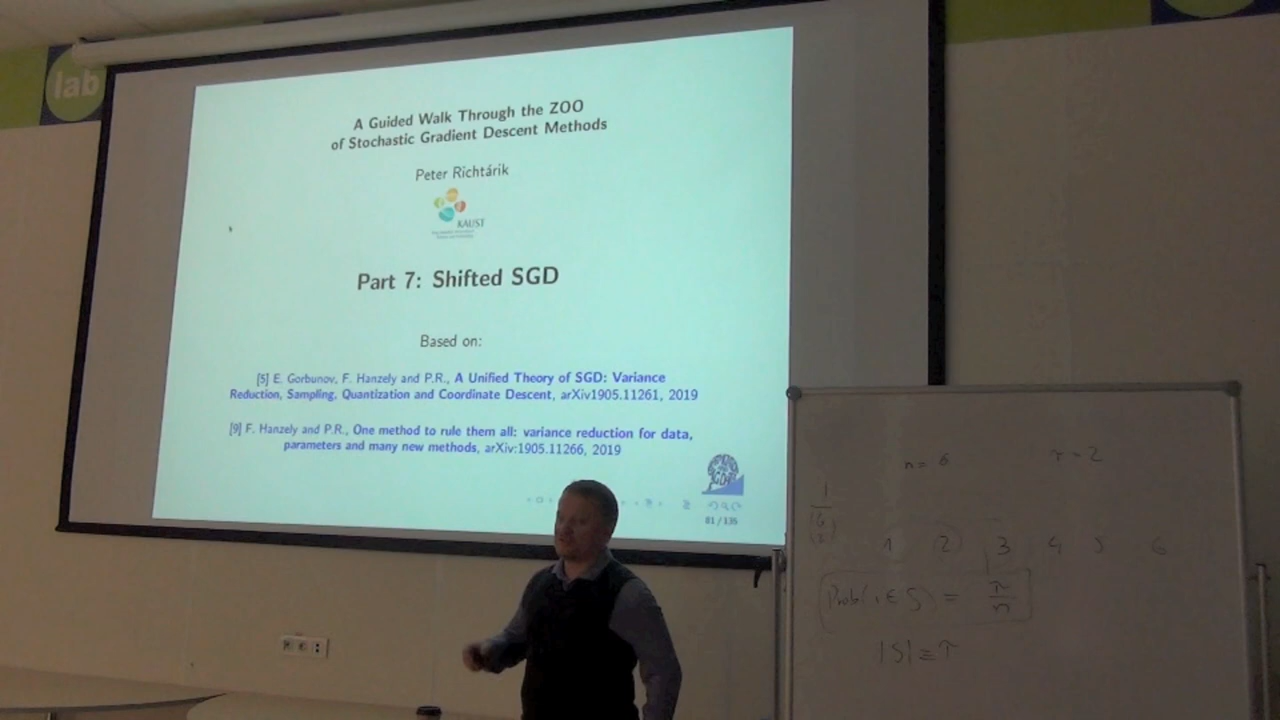 lab
A Guided Walk Through the ZOO
of Stochastic Gradient Descent Methods
Peter Richtárik
KAUST
Part 7: Shifted SGD
Based on:
[5] E. Gorbunov, F. Hanzely and P.R., A Unified Theory of SGD: Variance
Reduction, Sampling, Quantization and Coordinate Descent, arXiv1905.11261, 2019
[9] F. Hanzely and P.R., One method to rule them all: variance reduction for data,
parameters and many new methods, arXiv:1905.11266, 2019
81 / 135
n = 6 τ = 2
1 2 3 4 5 6
Prob(i ∈ S) = τ/n
|S| ≡ τ